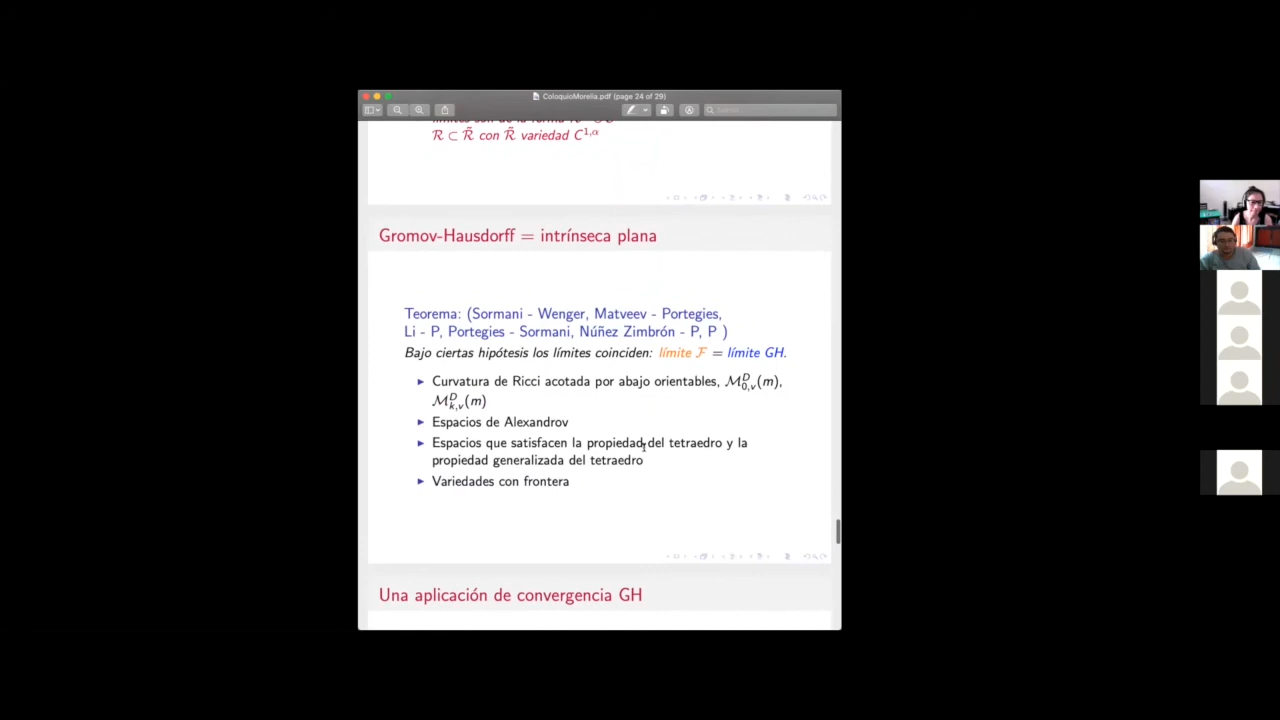 ColoquioMorelia.pdf (page 24 of 29)
R ⊂ R̃ con R̃ variedad C^{1,α}
Gromov-Hausdorff = intrínseca plana
Teorema: (Sormani - Wenger, Matveev - Portegies,
Li - P, Portegies - Sormani, Núñez Zimbrón - P, P )
Bajo ciertas hipótesis los límites coinciden: límite F = límite GH.
▶ Curvatura de Ricci acotada por abajo orientables, M^D_{0,v}(m),
M^D_{k,v}(m)
▶ Espacios de Alexandrov
▶ Espacios que satisfacen la propiedad del tetraedro y la
propiedad generalizada del tetraedro
▶ Variedades con frontera
Una aplicación de convergencia GH